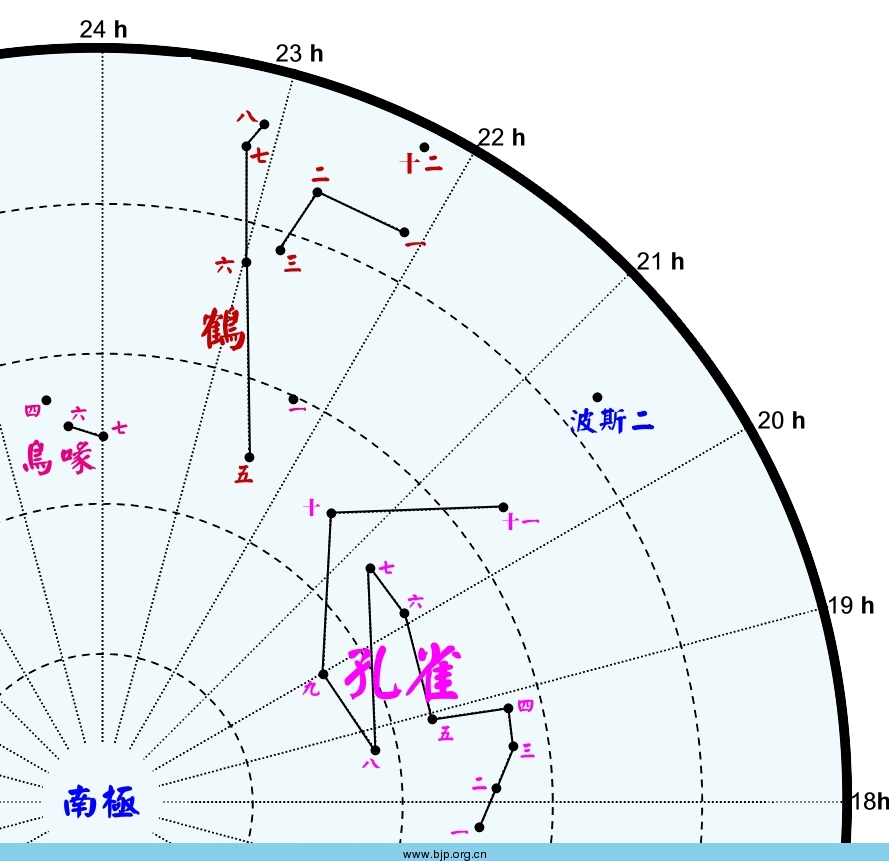 24 h
23 h
22 h
21 h
20 h
19 h
18h
八
七
十二
二
一
三
六
鶴
五
一
四
六
七
鳥喙
波斯二
十
十一
七
六
孔雀
九
四
五
三
八
二
一
南極
www.bjp.org.cn